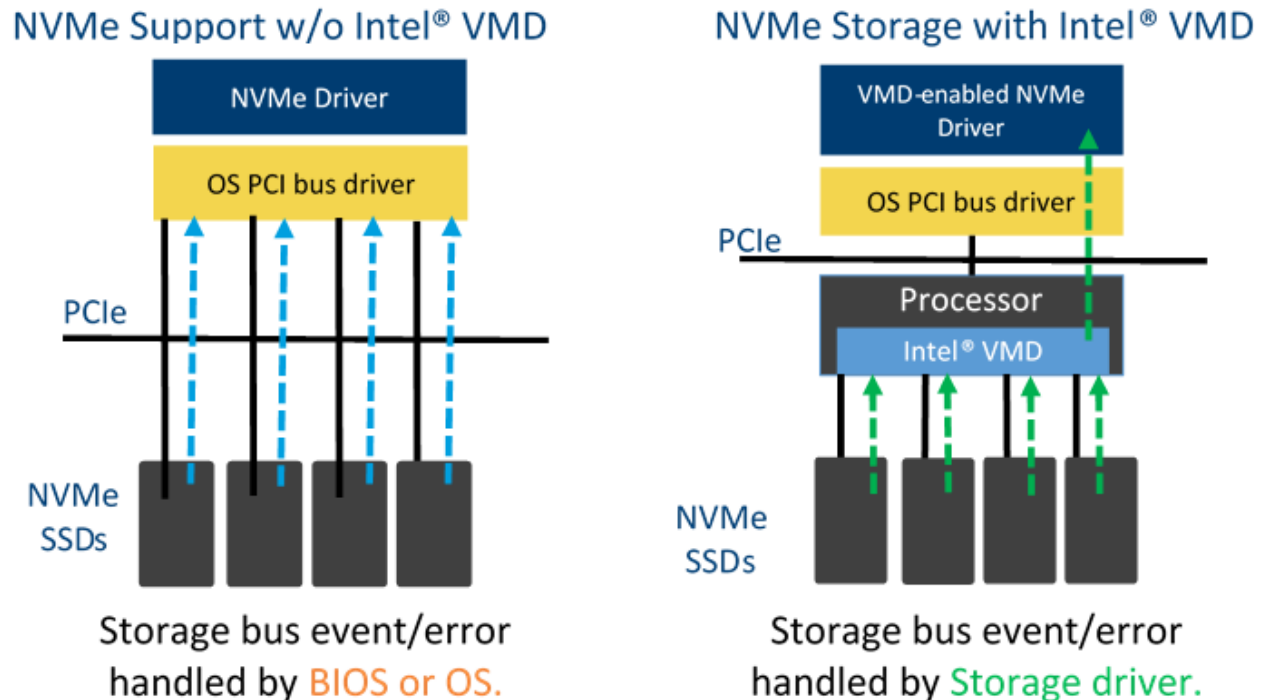 NVMe Support w/o Intel® VMD
NVMe Driver
OS PCI bus driver
PCIe
NVMe
SSDs
Storage bus event/error
handled by BIOS or OS.
NVMe Storage with Intel® VMD
VMD-enabled NVMe
Driver
OS PCI bus driver
PCIe
Processor
Intel® VMD
NVMe
SSDs
Storage bus event/error
handled by Storage driver.